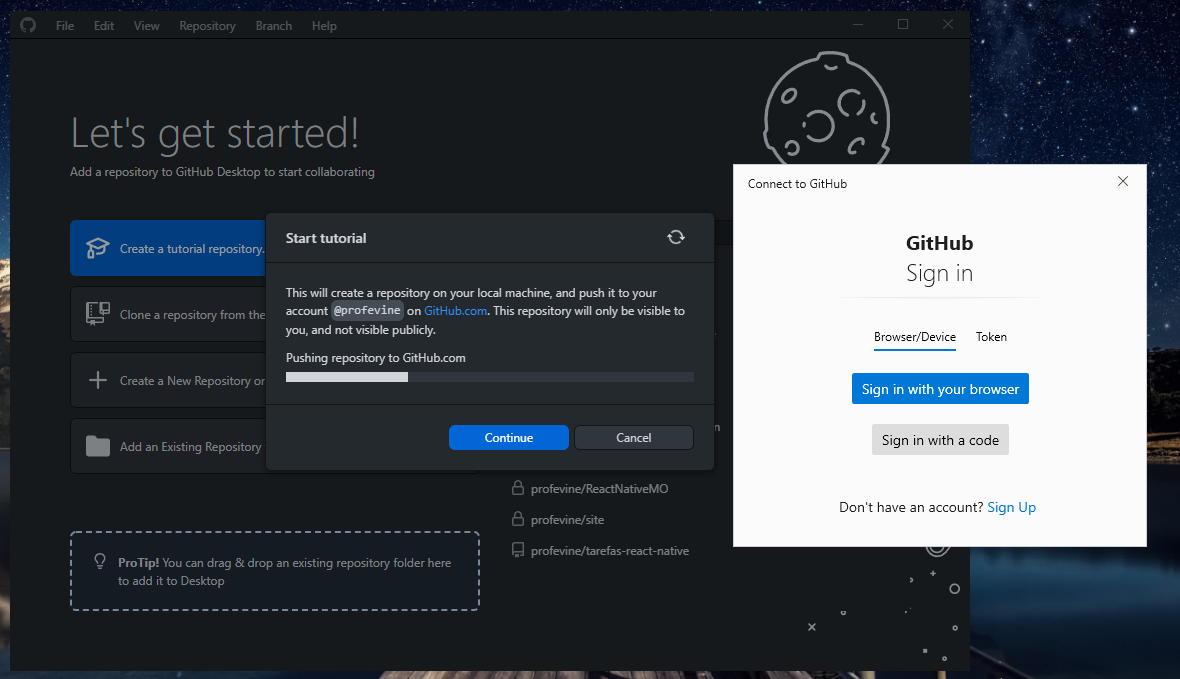 File Edit View Repository Branch Help
Let's get started!
Add a repository to GitHub Desktop to start collaborating
Create a tutorial repository.
Clone a repository from the
Create a New Repository or
Add an Existing Repository
ProTip! You can drag & drop an existing repository folder here
to add it to Desktop
Start tutorial
This will create a repository on your local machine, and push it to your
account @profevine on GitHub.com. This repository will only be visible to
you, and not visible publicly.
Pushing repository to GitHub.com
Continue Cancel
profevine/ReactNativeMO
profevine/site
profevine/tarefas-react-native
Connect to GitHub
GitHub
Sign in
Browser/Device Token
Sign in with your browser
Sign in with a code
Don't have an account? Sign Up